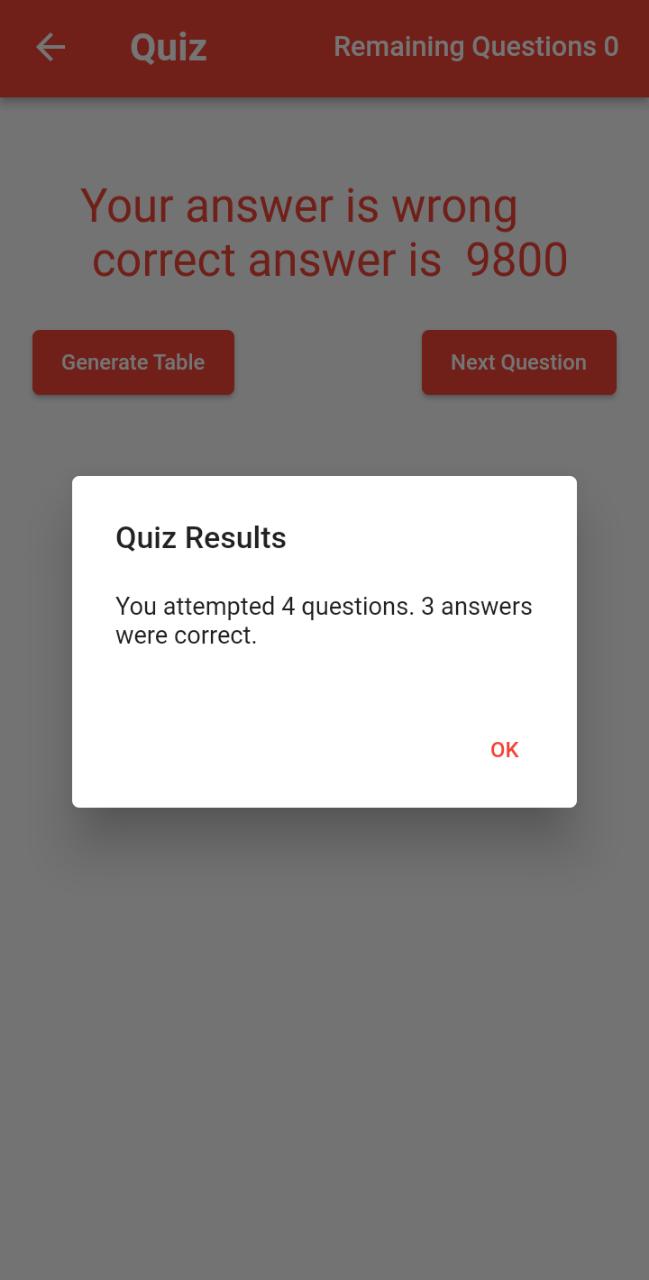 Quiz Remaining Questions 0
Your answer is wrong
correct answer is 9800
Generate Table Next Question
Quiz Results
You attempted 4 questions. 3 answers
were correct.
OK